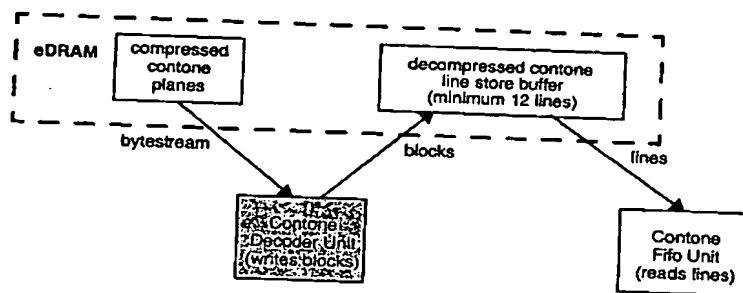 eDRAM
compressed
contone
planes
decompressed contone
line store buffer
(minimum 12 lines)
bytestream
blocks
lines
Contone
Decoder Unit
(writes blocks)
Contone
Fifo Unit
(reads lines)